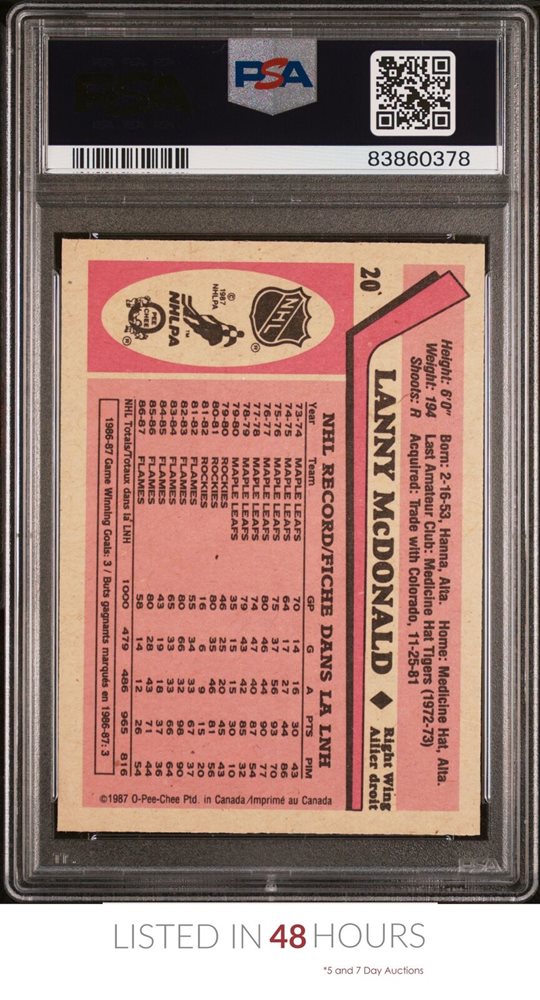 PSA
83860378
20
Height: 6'0" Born: 2-16-53, Hanna, Alta. Home: Medicine Hat, Alta.
Weight: 194 Last Amateur Club: Medicine Hat Tigers (1972-73)
Shoots: R Acquired: Trade with Colorado, 11-25-81
LANNY McDONALD ♦ Right Wing
Ailier droit
NHL
®
© 1987 NHLPA
NHLPA™
O PEE CHEE
NHL RECORD/FICHE DANS LA LNH
Year Team GP G A PTS PIM
73-74 MAPLE LEAFS 70 14 16 30 43
74-75 MAPLE LEAFS 64 17 27 44 86
75-76 MAPLE LEAFS 75 37 56 93 70
76-77 MAPLE LEAFS 80 46 44 90 77
77-78 MAPLE LEAFS 74 47 40 87 54
78-79 MAPLE LEAFS 79 43 42 85 32
79-80 MAPLE LEAFS 35 15 15 30 10
79-80 ROCKIES 46 25 20 45 43
80-81 ROCKIES 80 35 46 81 56
81-82 ROCKIES 16 6 9 15 20
81-82 FLAMES 55 34 33 67 37
82-83 FLAMES 80 66 32 98 90
83-84 FLAMES 65 33 33 66 64
84-85 FLAMES 43 19 18 37 36
85-86 FLAMES 80 28 43 71 44
86-87 FLAMES 58 14 12 26 54
NHL Totals/Totaux dans la LNH 1000 479 486 965 816
1986-87 Game Winning Goals: 3 / Buts gagnants marqués en 1986-87: 3
©1987 O-Pee-Chee Ptd. in Canada/Imprimé au Canada
PSA
LISTED IN 48 HOURS
*5 and 7 Day Auctions